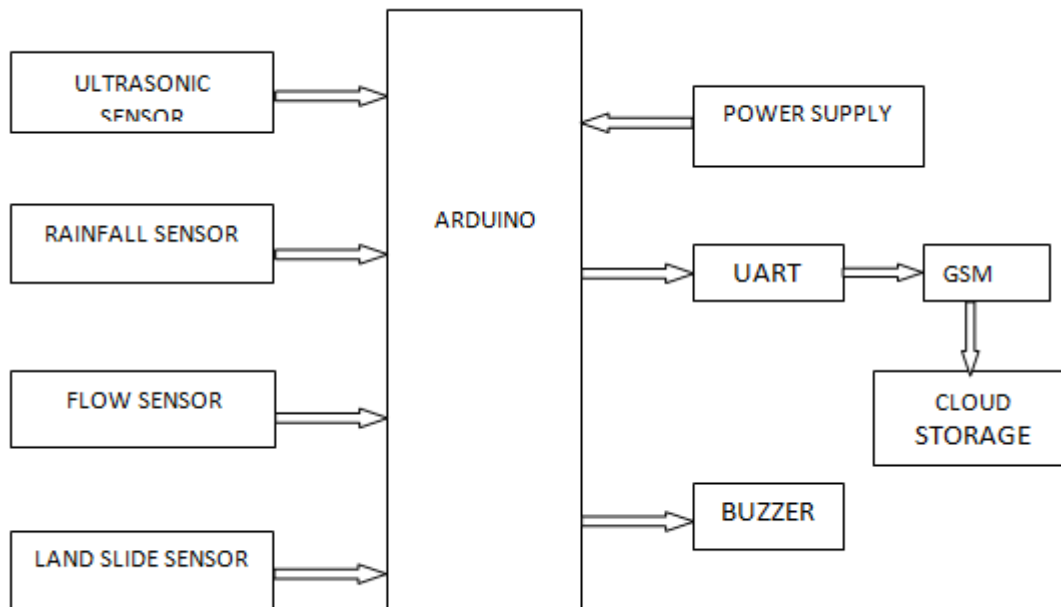 ULTRASONIC
SENSOR
POWER SUPPLY
RAINFALL SENSOR
ARDUINO
UART
GSM
FLOW SENSOR
CLOUD
STORAGE
BUZZER
LAND SLIDE SENSOR